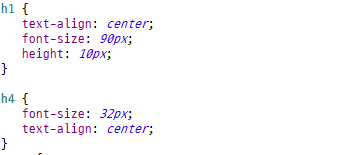 h1 {
    text-align: center;
    font-size: 90px;
    height: 10px;
}

h4 {
    font-size: 32px;
    text-align: center;
}